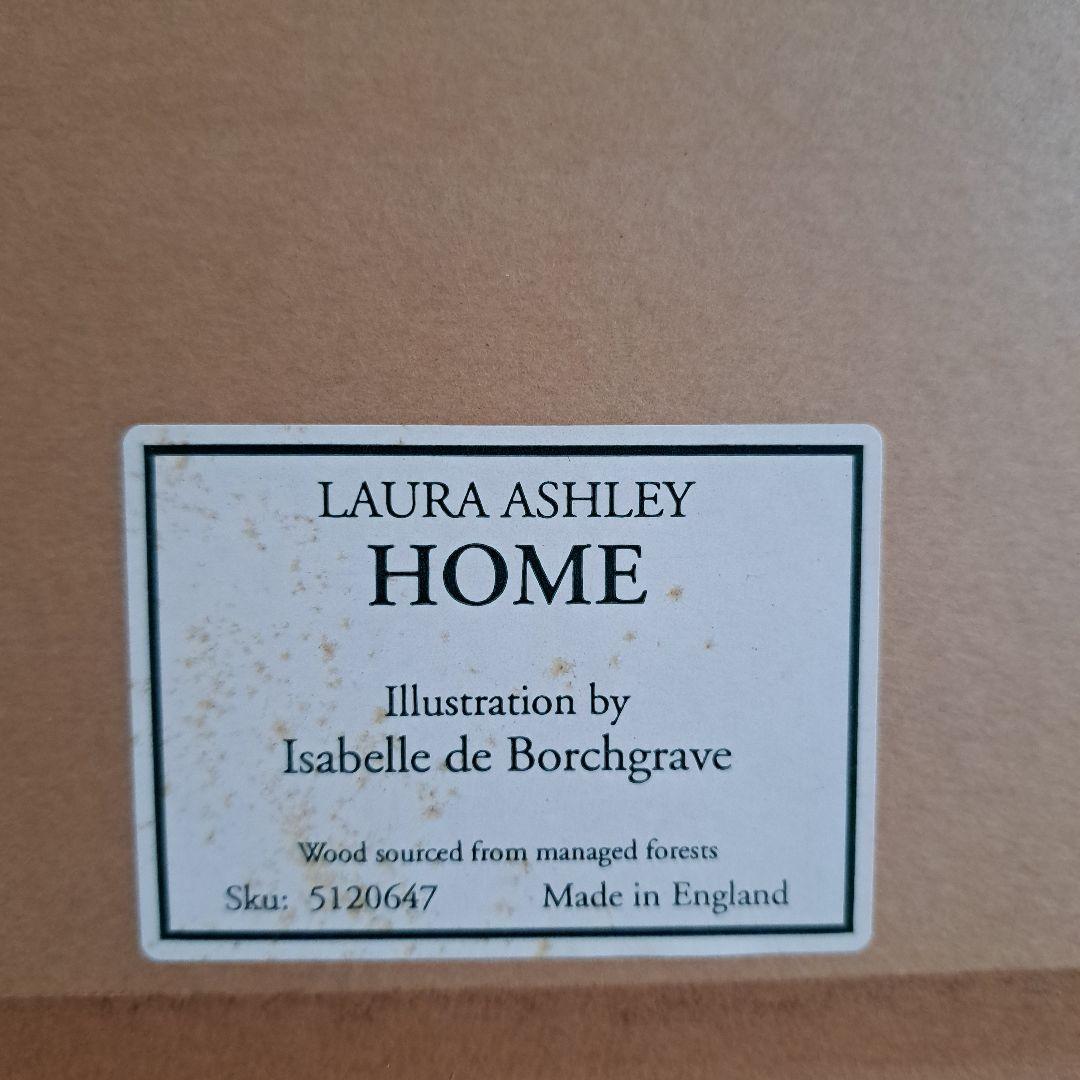 LAURA ASHLEY
HOME
Illustration by
Isabelle de Borchgrave
Wood sourced from managed forests
Sku: 5120647 Made in England